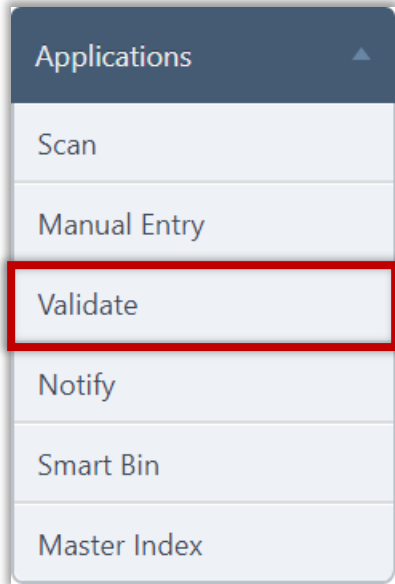 Applications
Scan
Manual Entry
Validate
Notify
Smart Bin
Master Index